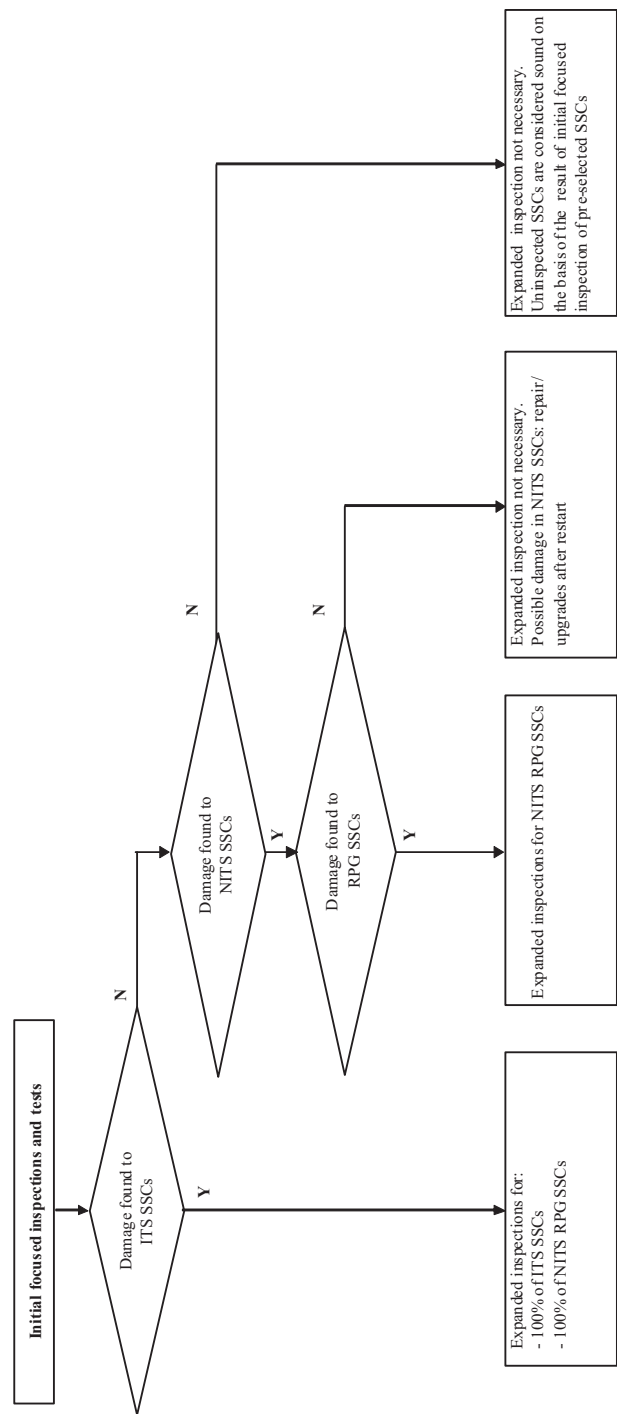 Initial focused inspections and tests
Damage found to
ITS SSCs
N
Y
Damage found to
NITS SSCs
N
Y
Damage found to
RPG SSCs
N
Y
Expanded inspections for:
- 100% of ITS SSCs
- 100% of NITS RPG SSCs
Expanded inspections for NITS RPG SSCs
Expanded inspection not necessary.
Possible damage in NITS SSCs: repair/
upgrades after restart
Expanded inspection not necessary.
Uninspected SSCs are considered sound on
the basis of the result of initial focused
inspection of pre-selected SSCs